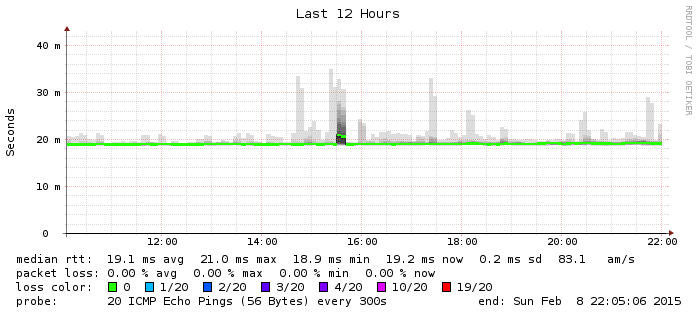 Last 12 Hours
RRDTOOL / TOBI OETIKER
Seconds
40 m
30 m
20 m
10 m
0
12:00 14:00 16:00 18:00 20:00 22:00
median rtt: 19.1 ms avg 21.0 ms max 18.9 ms min 19.2 ms now 0.2 ms sd 83.1 am/s
packet loss: 0.00 % avg 0.00 % max 0.00 % min 0.00 % now
loss color: 0 1/20 2/20 3/20 4/20 10/20 19/20
probe: 20 ICMP Echo Pings (56 Bytes) every 300s end: Sun Feb 8 22:05:06 2015